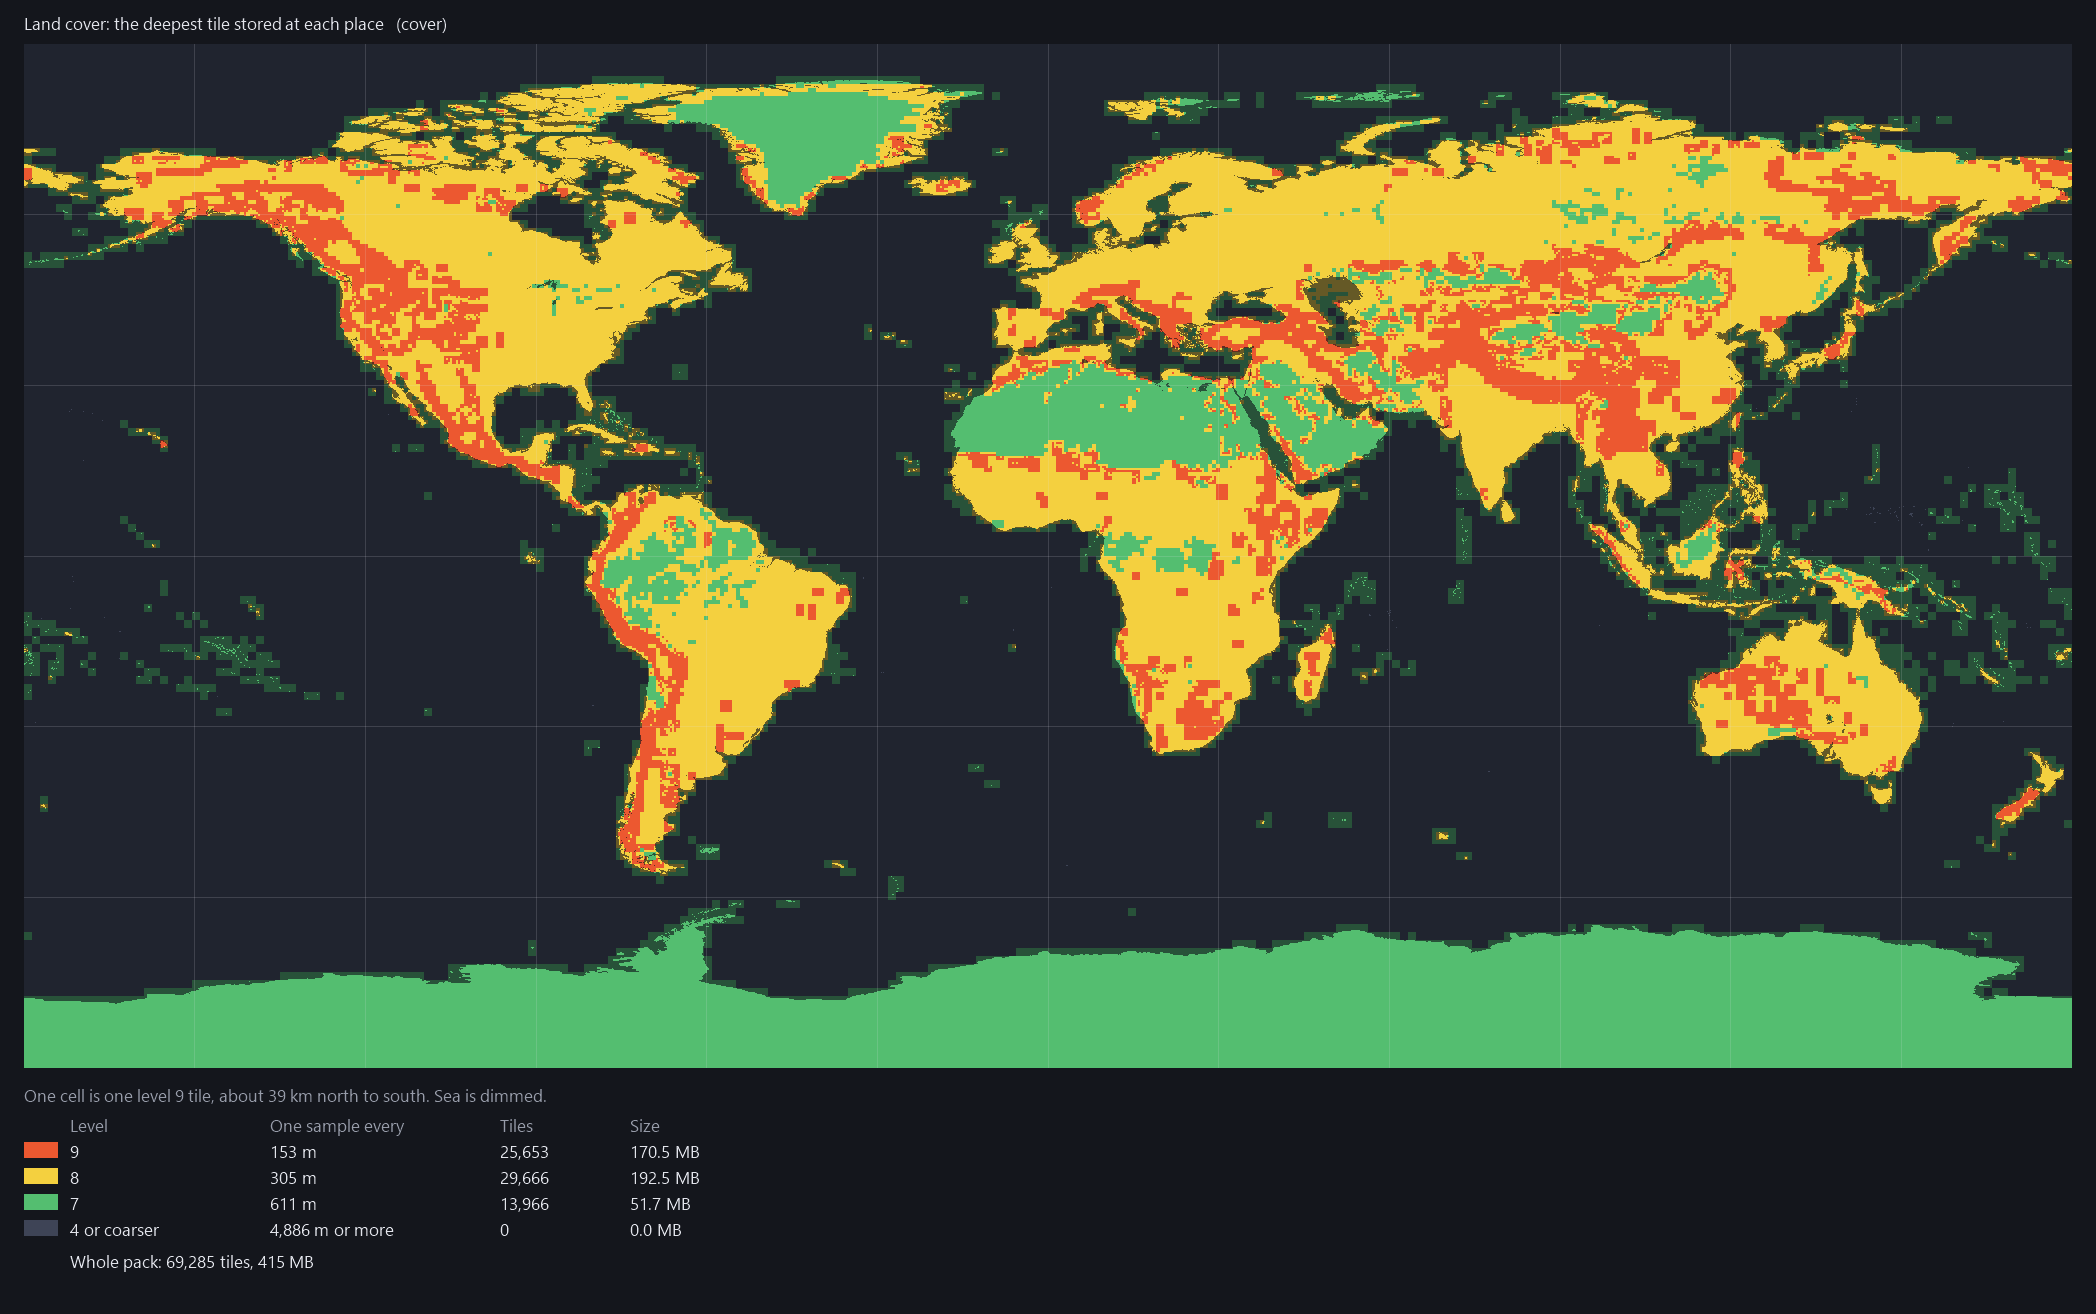 Land cover: the deepest tile stored at each place (cover)
One cell is one level 9 tile, about 39 km north to south. Sea is dimmed.
Level One sample every Tiles Size
9 153 m 25,653 170.5 MB
8 305 m 29,666 192.5 MB
7 611 m 13,966 51.7 MB
4 or coarser 4,886 m or more 0 0.0 MB
Whole pack: 69,285 tiles, 415 MB